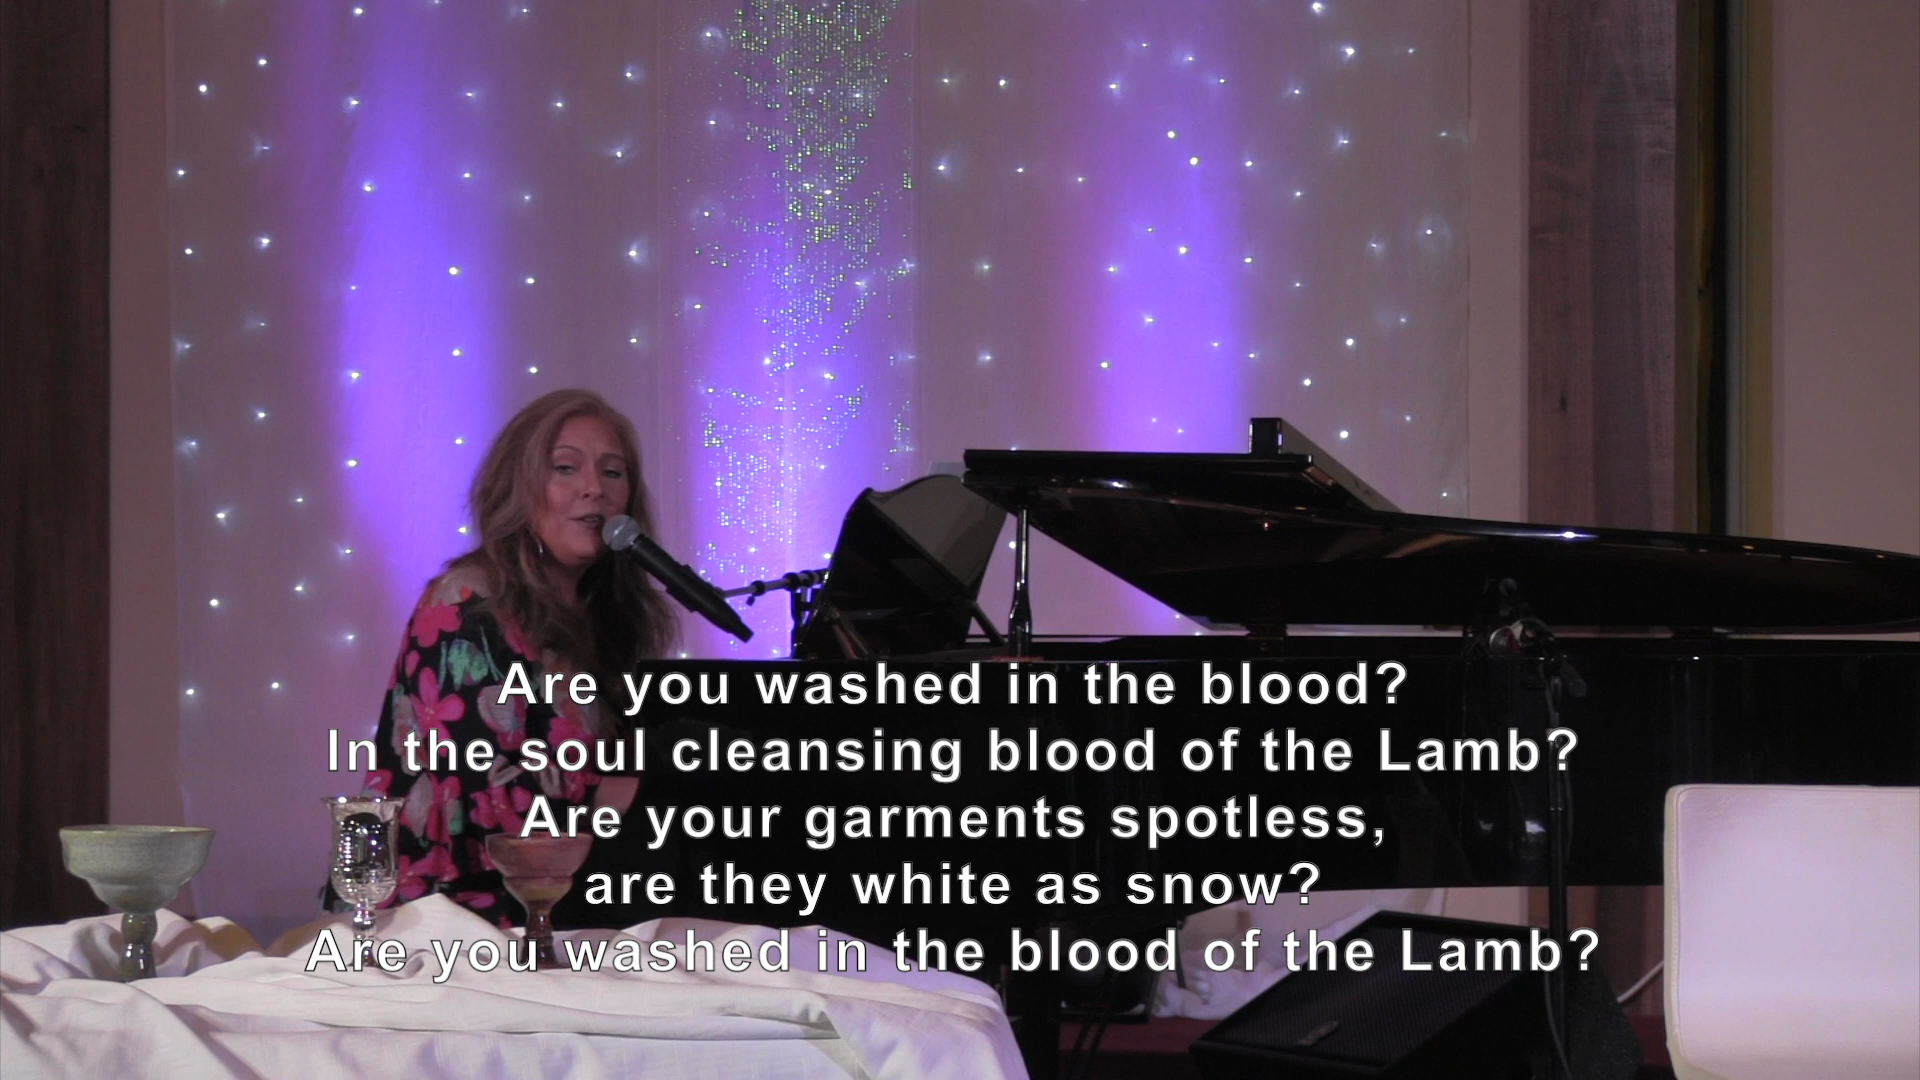 Are you washed in the blood?
In the soul cleansing blood of the Lamb?
Are your garments spotless,
are they white as snow?
Are you washed in the blood of the Lamb?